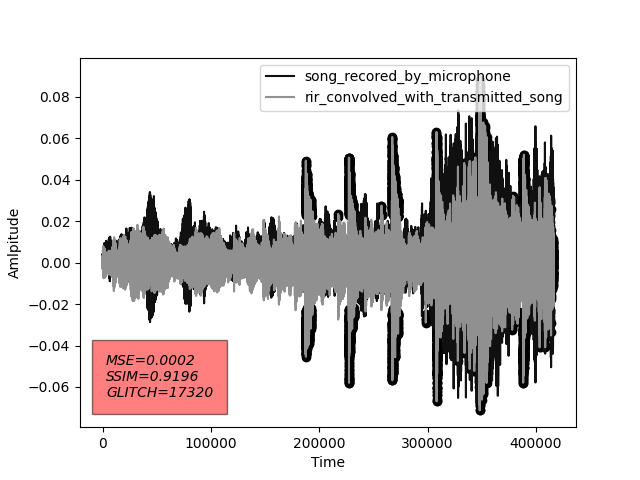 song_recored_by_microphone
rir_convolved_with_transmitted_song
0.08
0.06
0.04
0.02
0.00
−0.02
−0.04
−0.06
Amlpitude
MSE=0.0002
SSIM=0.9196
GLITCH=17320
0 100000 200000 300000 400000
Time